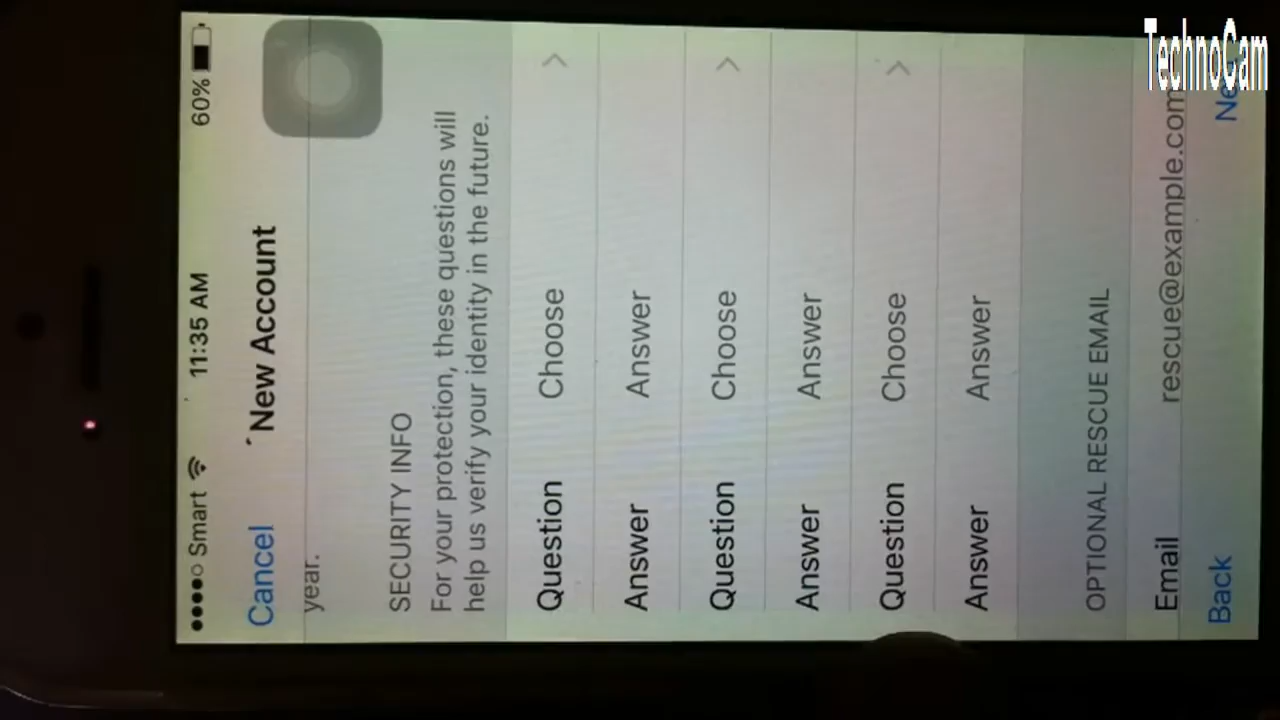 TechnoCam
Smart 11:35 AM 60%
Cancel New Account
year.
SECURITY INFO
For your protection, these questions will
help us verify your identity in the future.
Question Choose
Answer Answer
Question Choose
Answer Answer
Question Choose
Answer Answer
OPTIONAL RESCUE EMAIL
Email rescue@example.com
Back